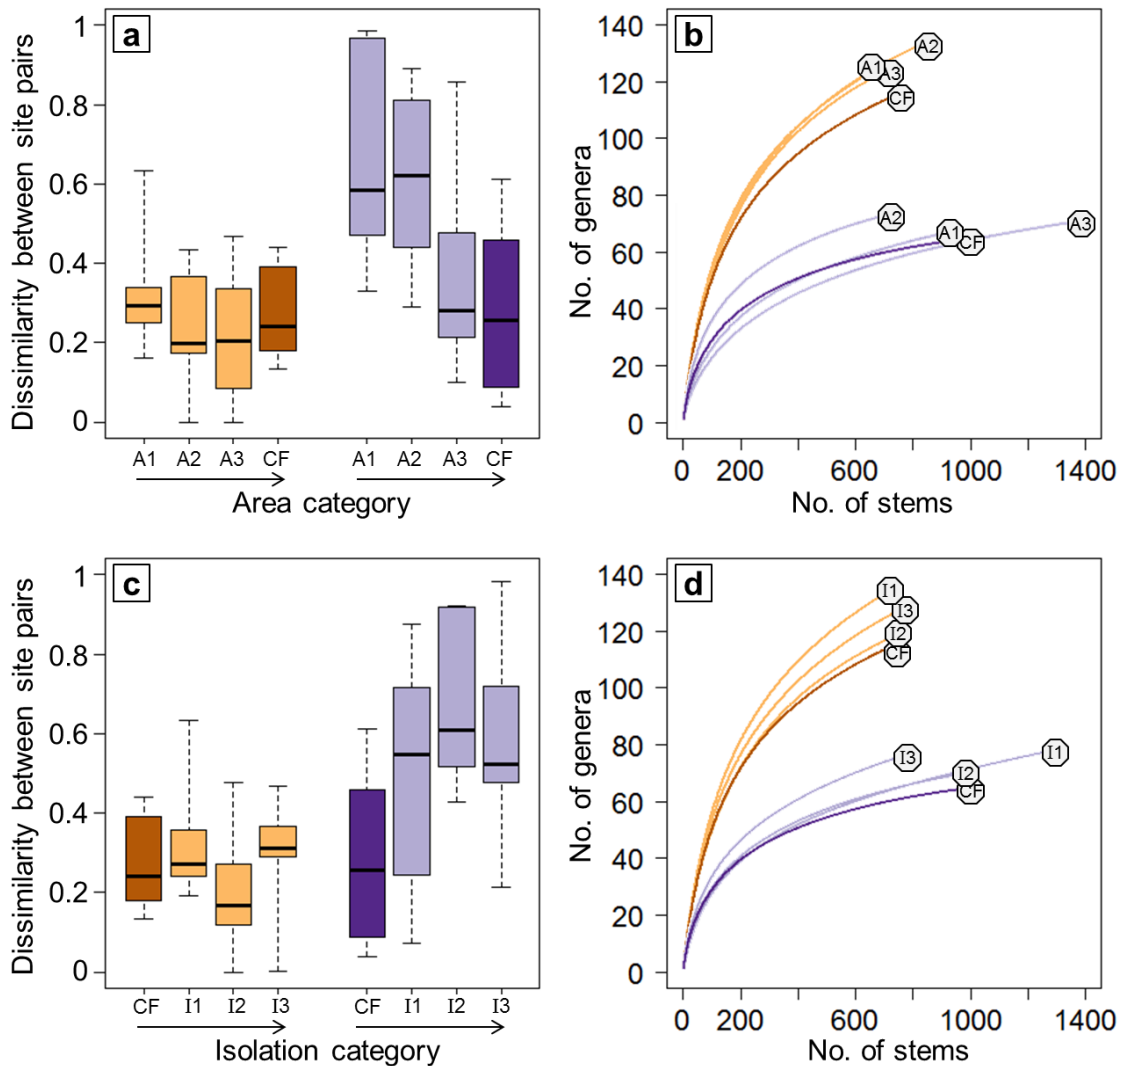 a
Dissimilarity between site pairs
1
0.8
0.6
0.4
0.2
0
A1 A2 A3 CF A1 A2 A3 CF
Area category
b
No. of genera
140
120
100
80
60
40
20
0
A1 A3 A2
CF
A2
A1 CF A3
0 200 600 1000 1400
No. of stems
c
Dissimilarity between site pairs
1
0.8
0.6
0.4
0.2
0
CF I1 I2 I3 CF I1 I2 I3
Isolation category
d
No. of genera
140
120
100
80
60
40
20
0
I1
I3
I2
CF
I3
I2
I1
CF
0 200 600 1000 1400
No. of stems